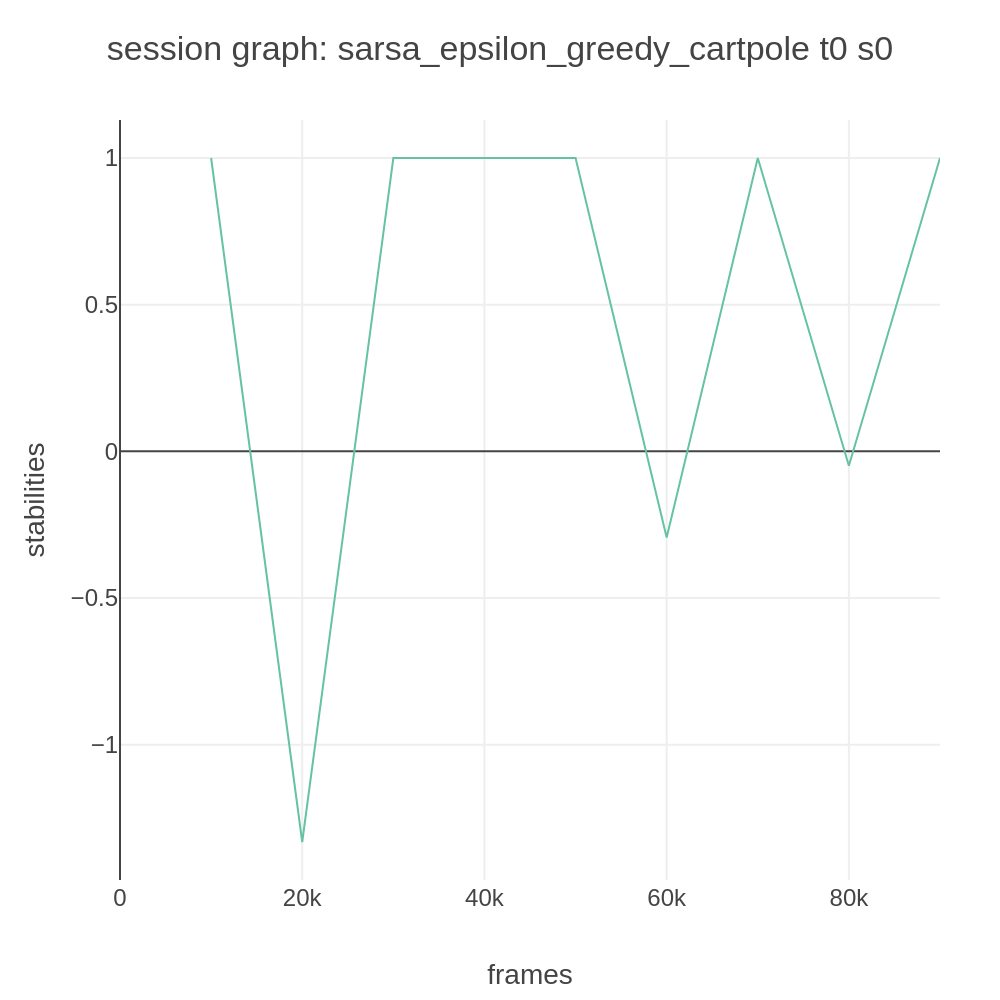 session graph: sarsa_epsilon_greedy_cartpole t0 s0
1
0.5
0
−0.5
−1
stabilities
0
20k
40k
60k
80k
frames